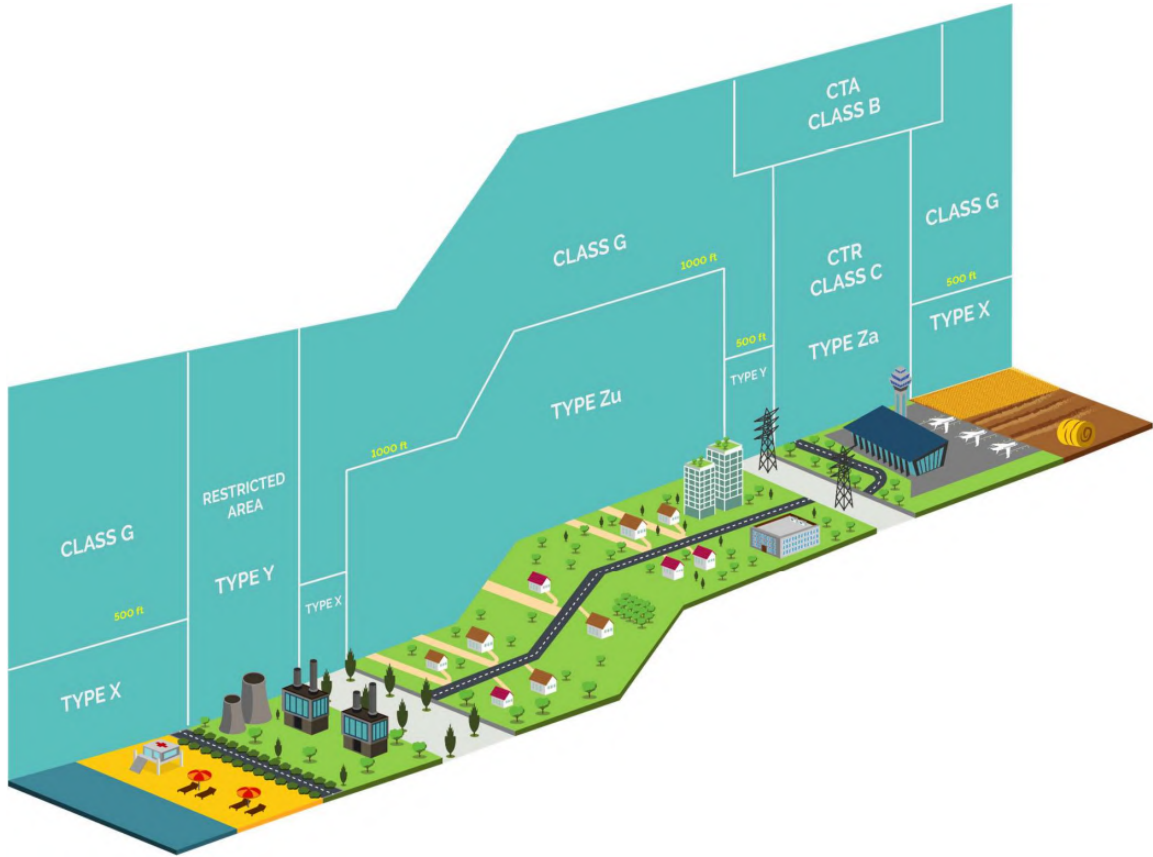 CTA
CLASS B
CLASS G
1000 ft
CLASS G
CTR
CLASS C
500 ft
TYPE X
500 ft
TYPE Za
TYPE Y
TYPE Zu
1000 ft
RESTRICTED
AREA
CLASS G
TYPE Y
TYPE X
500 ft
TYPE X